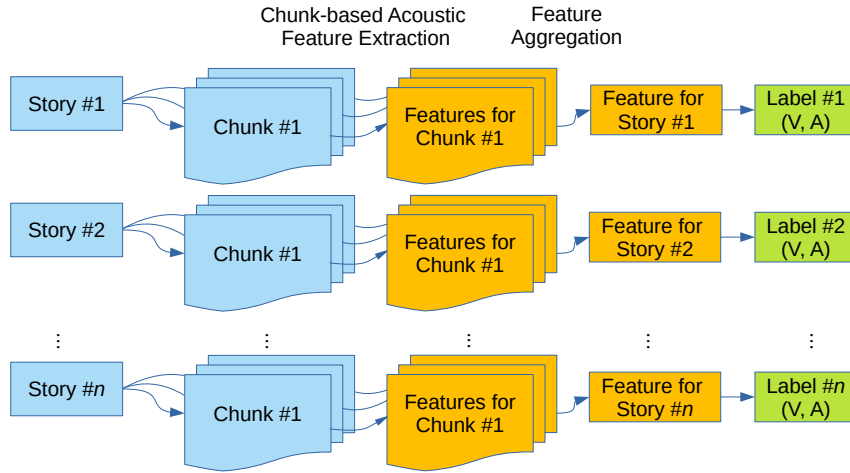 Chunk-based Acoustic
Feature Extraction
Feature
Aggregation
Story #1
Chunk #1
Features for
Chunk #1
Feature for
Story #1
Label #1
(V, A)
Story #2
Chunk #1
Features for
Chunk #1
Feature for
Story #2
Label #2
(V, A)
...
...
...
...
...
Story #n
Chunk #1
Features for
Chunk #1
Feature for
Story #n
Label #n
(V, A)